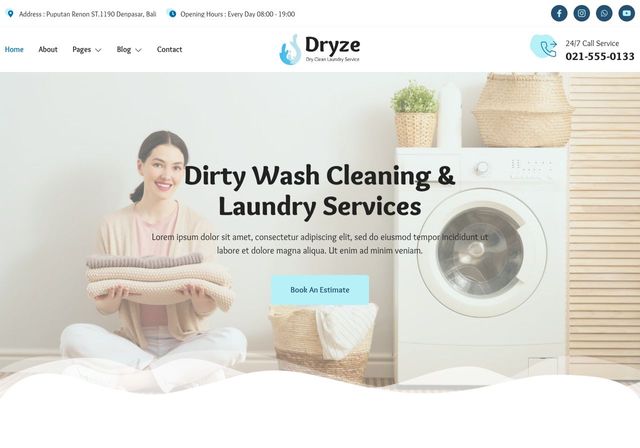 Address : Puputan Renon ST.1190 Denpasar, Bali
Opening Hours : Every Day 08:00 - 19:00
Home
About
Pages
Blog
Contact
Dryze
Dry Clean Laundry Service
24/7 Call Service
021-555-0133
Dirty Wash Cleaning &
Laundry Services
Lorem ipsum dolor sit amet, consectetur adipiscing elit, sed do eiusmod tempor incididunt ut
labore et dolore magna aliqua. Ut enim ad minim veniam.
Book An Estimate